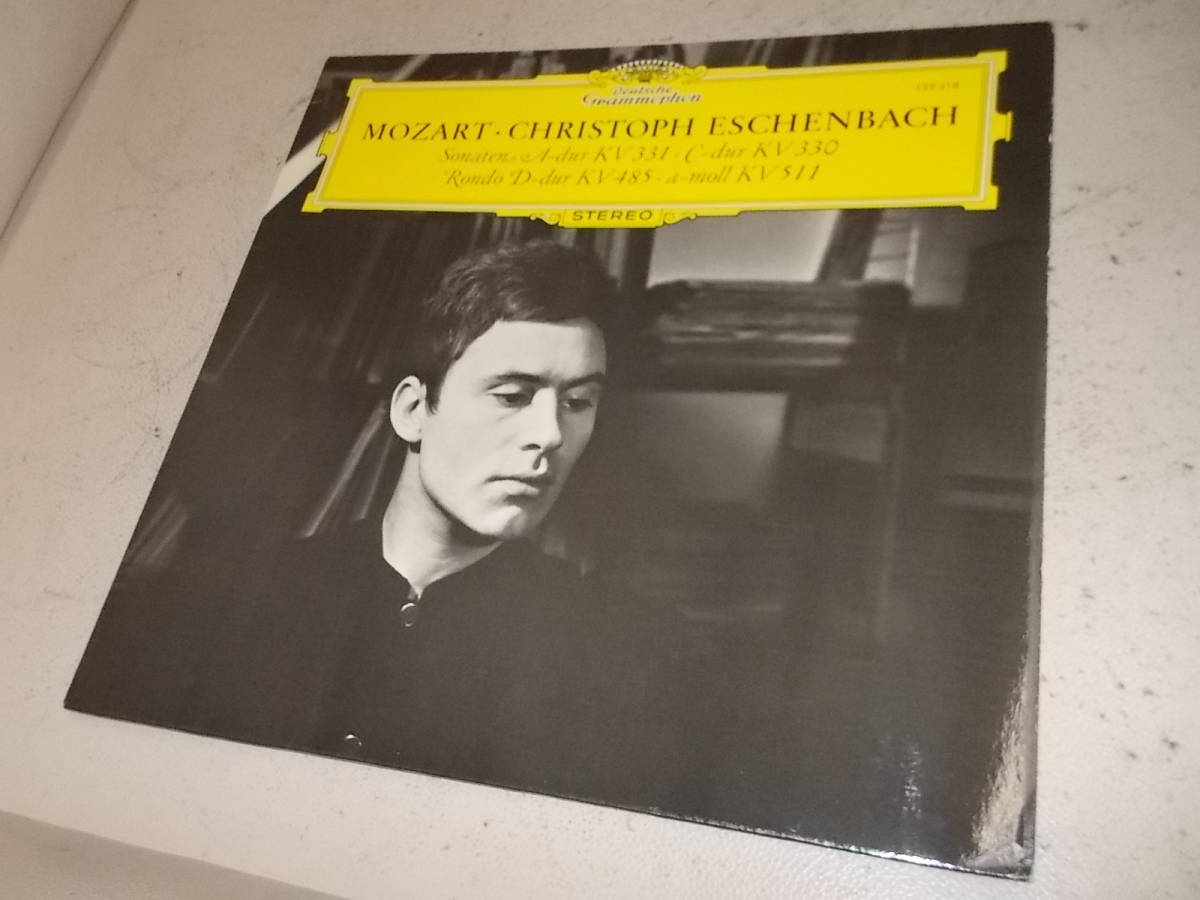 Deutsche
Grammophon
MOZART · CHRISTOPH ESCHENBACH
Sonaten A-dur KV 331 · C-dur KV 330
Rondo D-dur KV 485 · a-moll KV 511
STEREO